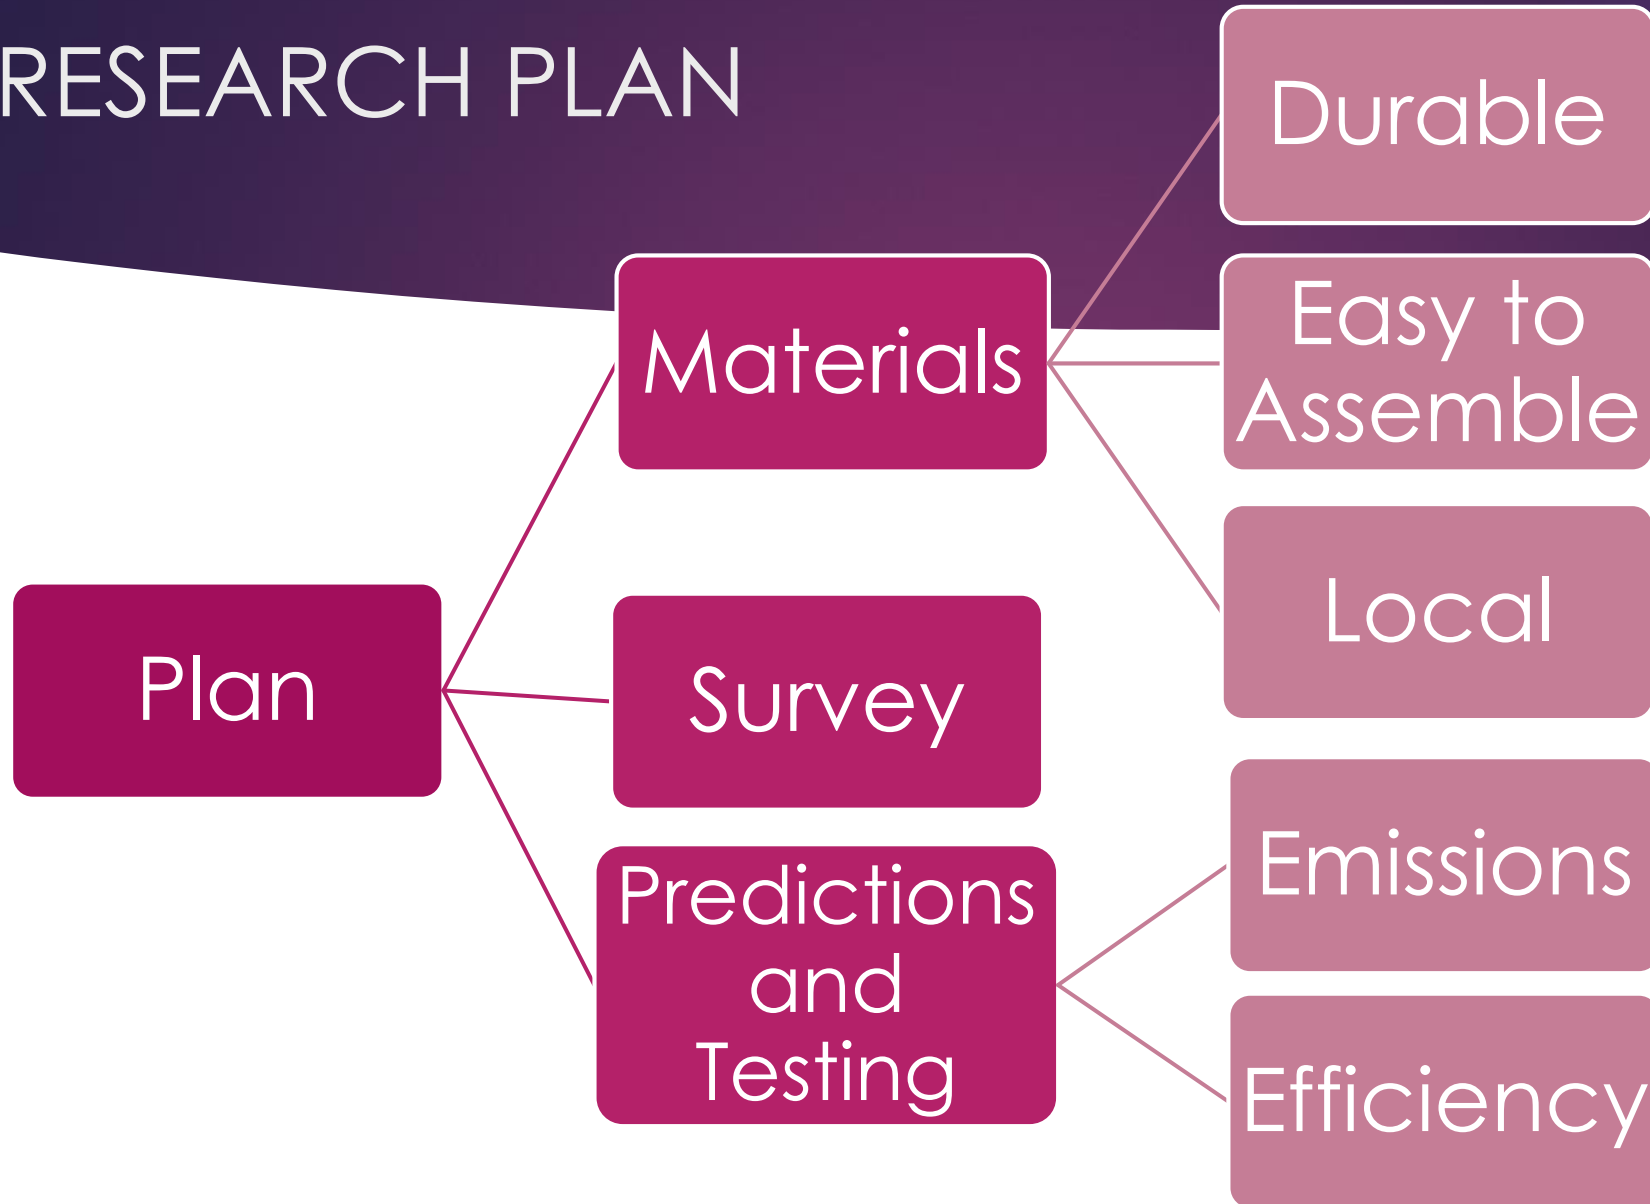 RESEARCH PLAN
Plan
Materials
Durable
Easy to
Assemble
Local
Survey
Predictions
and
Testing
Emissions
Efficiency